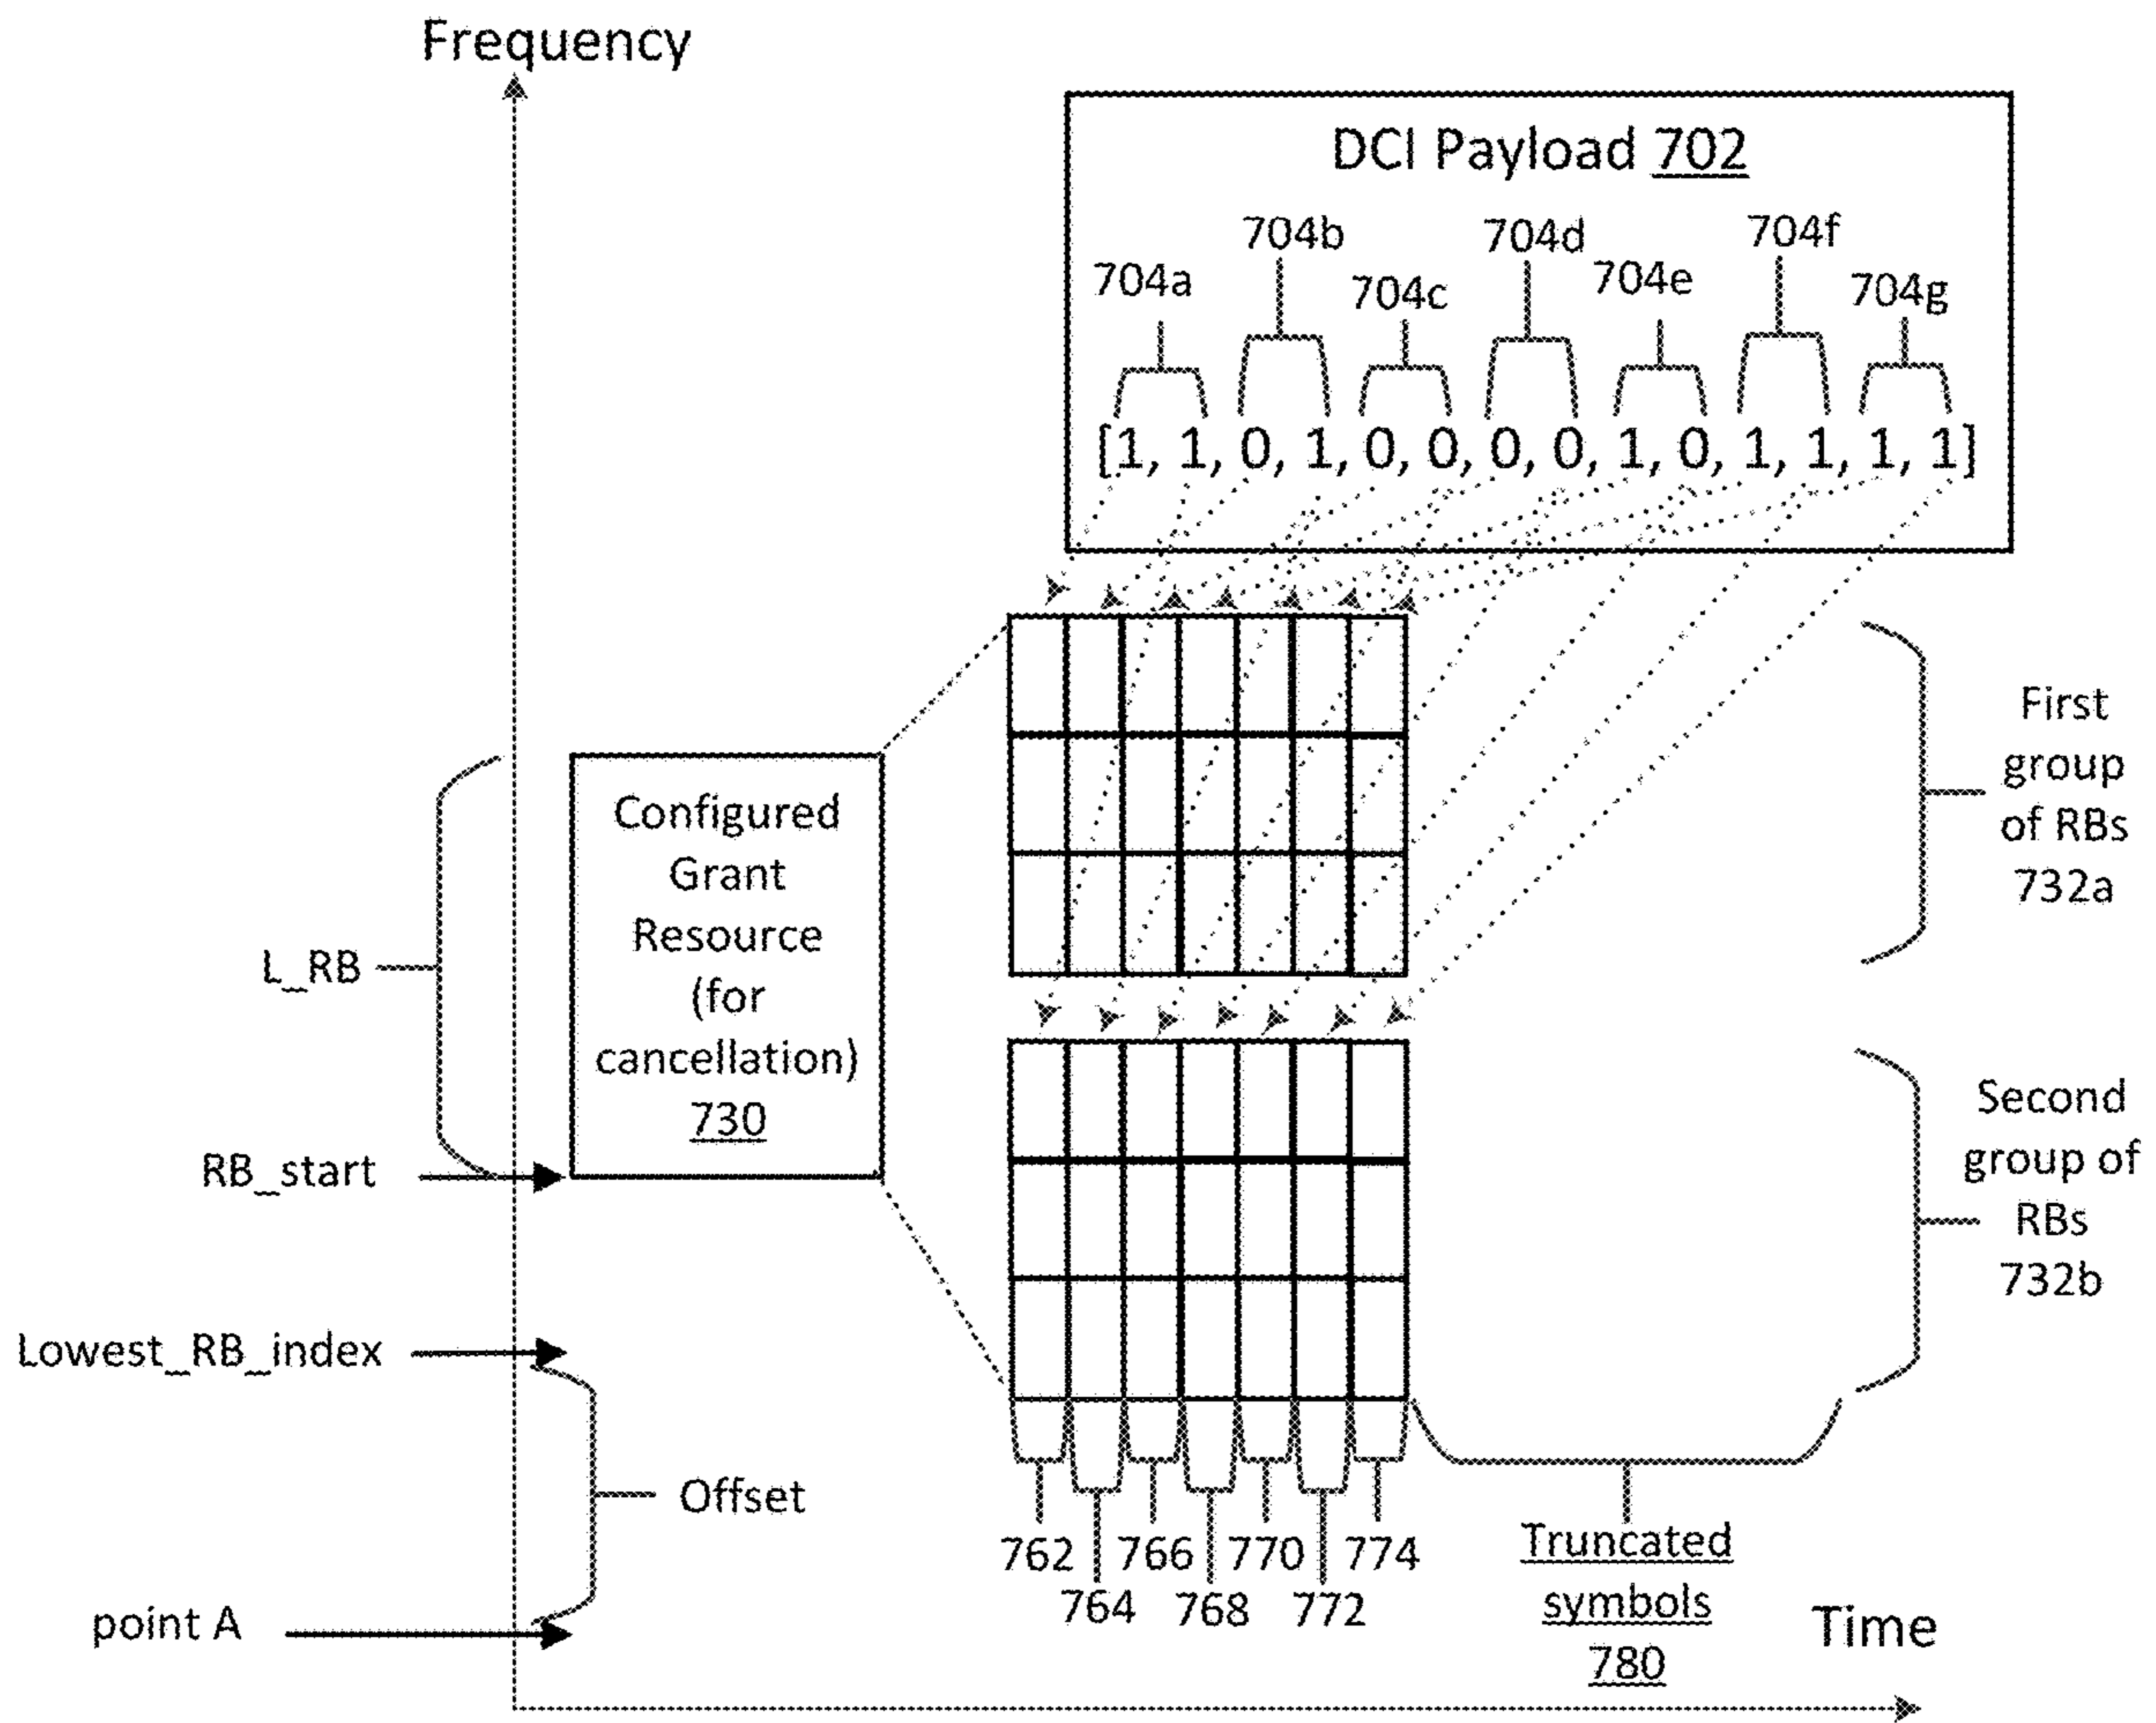 Frequency
DCI Payload 702
704b
704d
704f
704a
704c
704e
704g
[1, 1, 0, 1, 0, 0, 0, 0, 1, 0, 1, 1, 1, 1]
First
group
of RBs
732a
Configured
Grant
Resource
(for
cancellation)
730
L_RB
RB_start
Second
group of
RBs
732b
Lowest_RB_index
Offset
point A
762
766
770
774
764
768
772
Truncated
symbols
780
Time